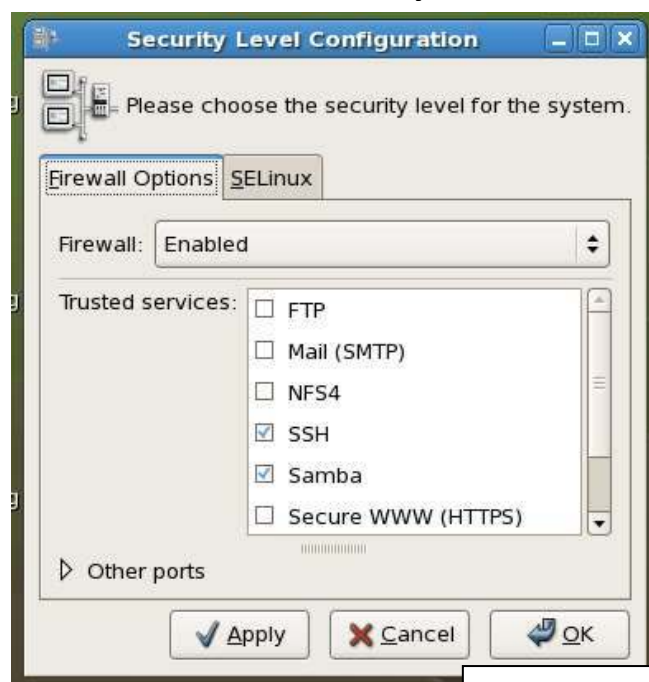 Security Level Configuration
Please choose the security level for the system.
Firewall Options SELinux
Firewall: Enabled
Trusted services:
FTP
Mail (SMTP)
NFS4
SSH
Samba
Secure WWW (HTTPS)
Other ports
Apply Cancel OK